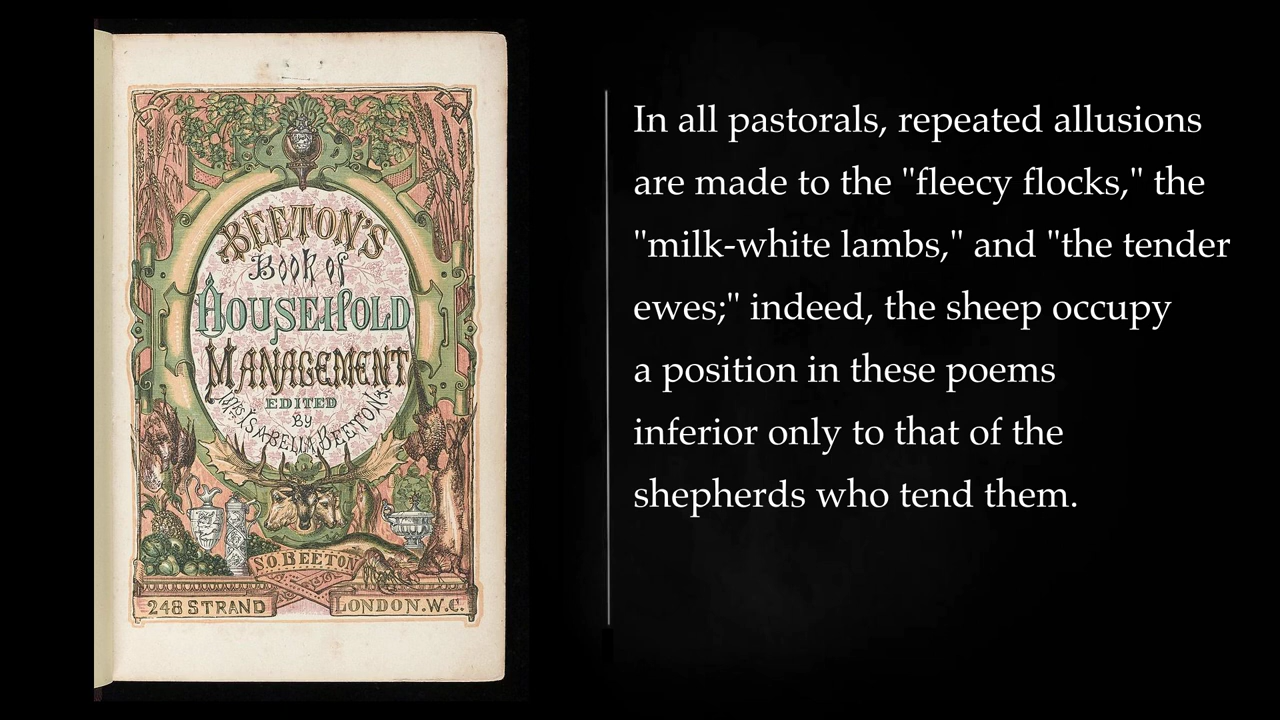 BEETON'S
Book of
HOUSEHOLD
MANAGEMENT
EDITED
BY
MRS ISABELLA BEETON
S.O. BEETON
248 STRAND
LONDON. W.C.
In all pastorals, repeated allusions
are made to the "fleecy flocks," the
"milk-white lambs," and "the tender
ewes;" indeed, the sheep occupy
a position in these poems
inferior only to that of the
shepherds who tend them.